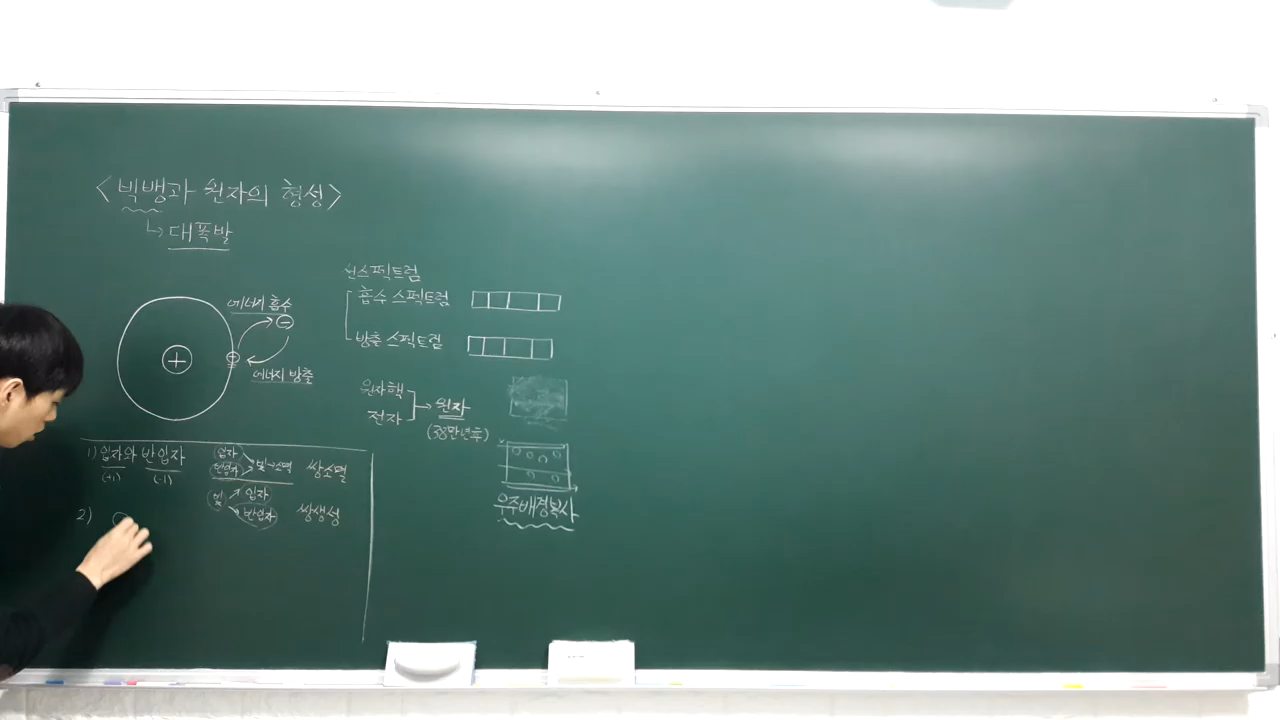 <빅뱅과 원자의 형성>
↳ 대폭발
에너지 흡수
⊖
⊕
⊖
에너지 방출
선스펙트럼
흡수 스펙트럼
방출 스펙트럼
원자핵
전자
→ 원자
(38만년후)
우주배경복사
1) 입자와 반입자
(+1) (-1)
입자
반입자
빛→소멸 쌍소멸
빛
입자
반입자
쌍생성
2)